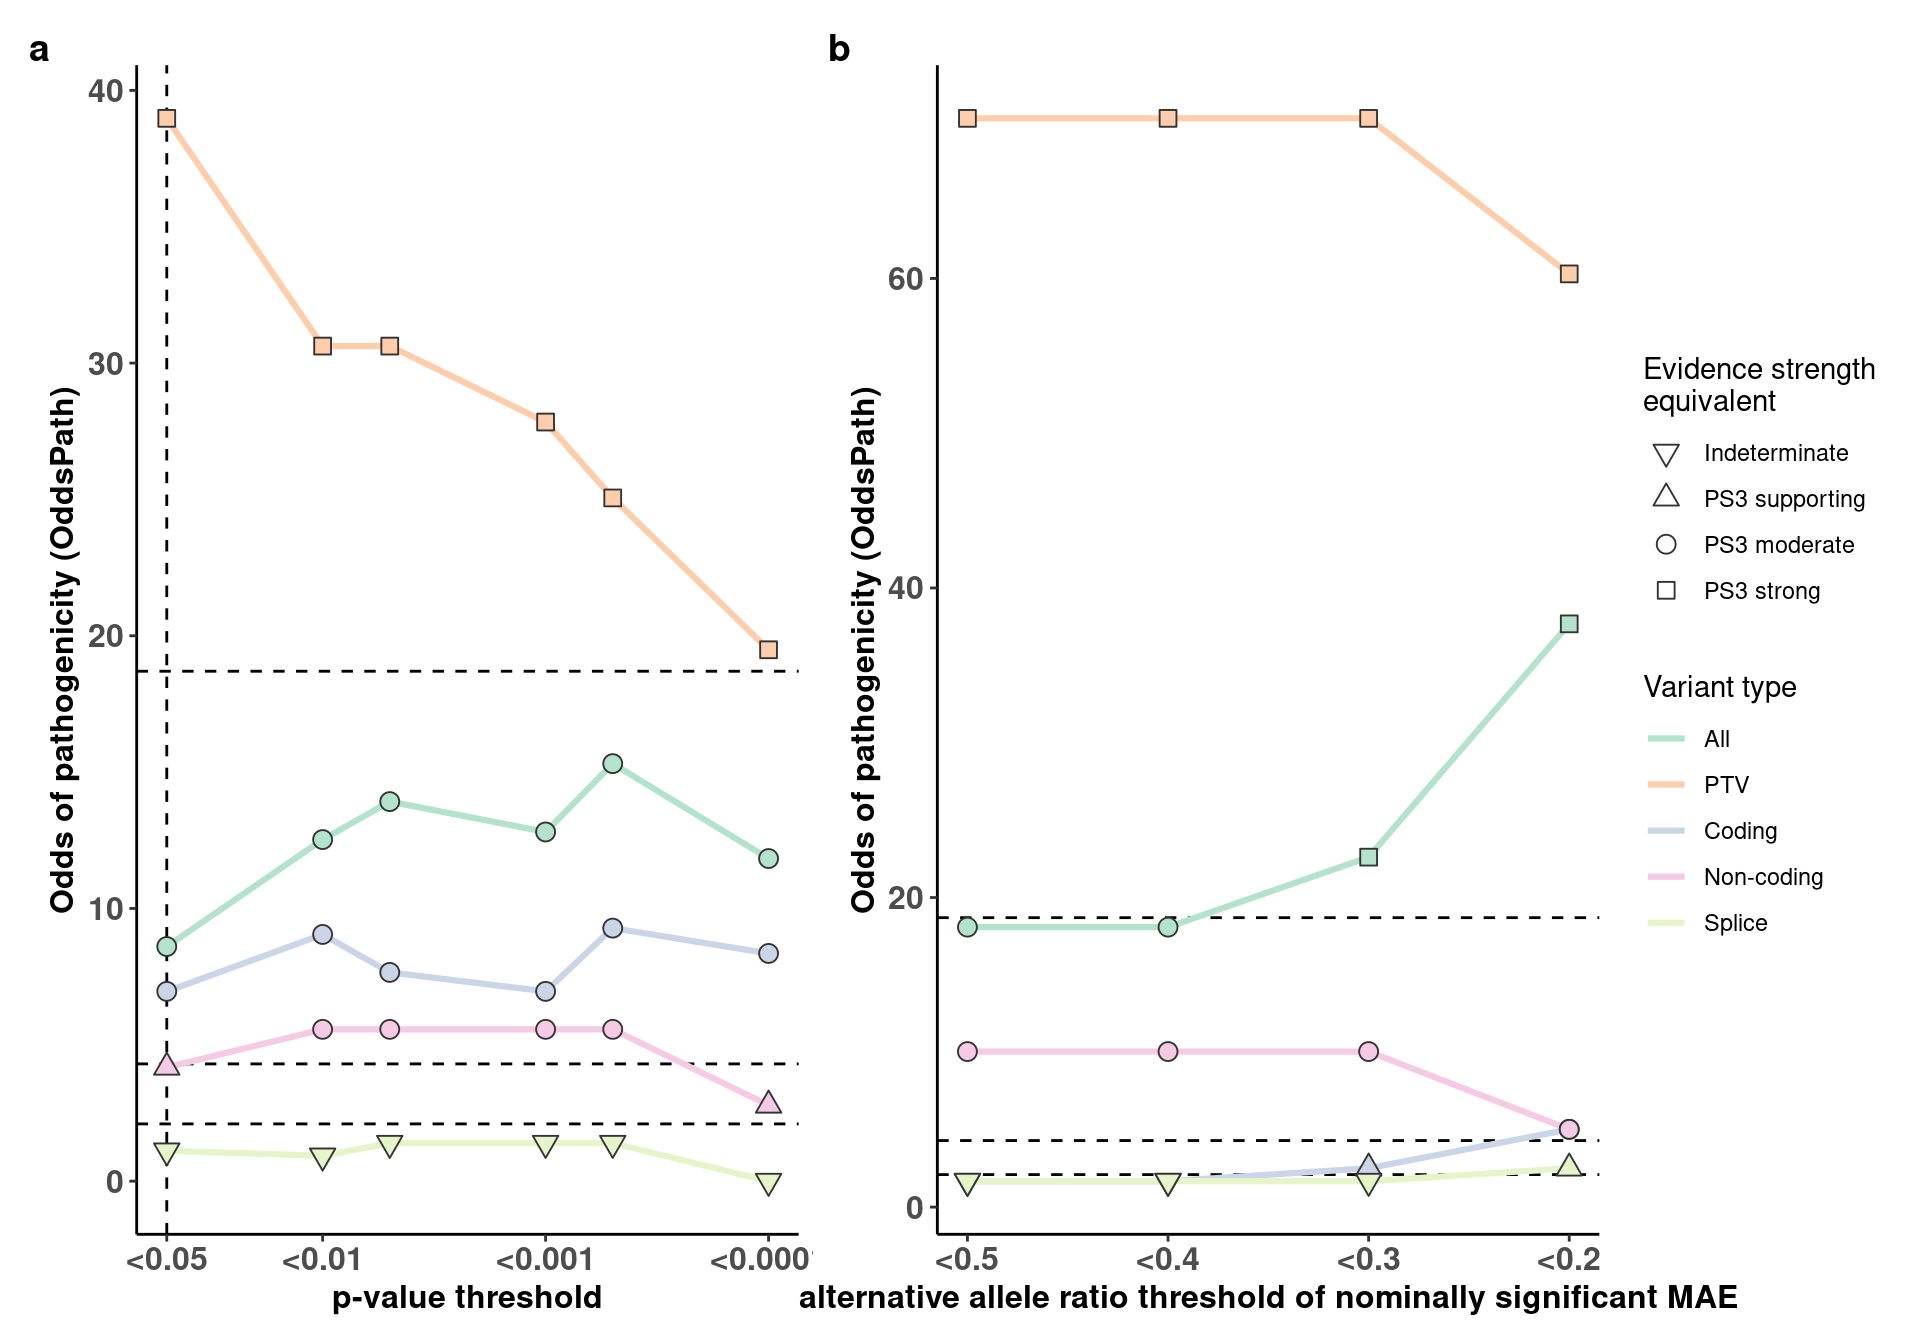 a
Odds of pathogenicity (OddsPath)
40
30
20
10
0
<0.05
<0.01
<0.001
<0.000
p-value threshold
b
Odds of pathogenicity (OddsPath)
60
40
20
0
<0.5
<0.4
<0.3
<0.2
alternative allele ratio threshold of nominally significant MAE
Evidence strength
equivalent
Indeterminate
PS3 supporting
PS3 moderate
PS3 strong
Variant type
All
PTV
Coding
Non-coding
Splice